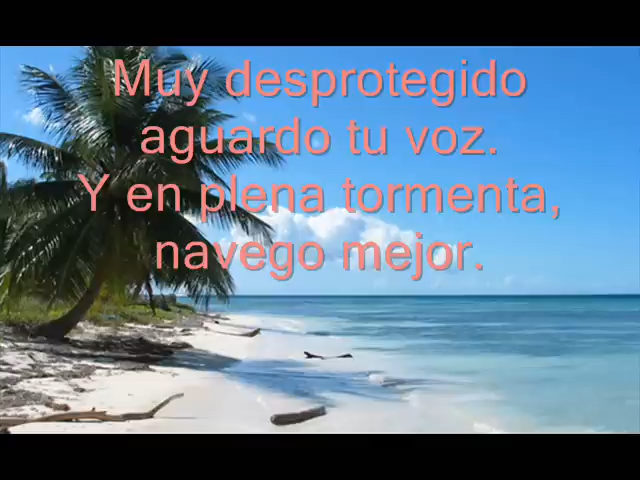 Muy desprotegido
aguardo tu voz.
Y en plena tormenta,
navego mejor.